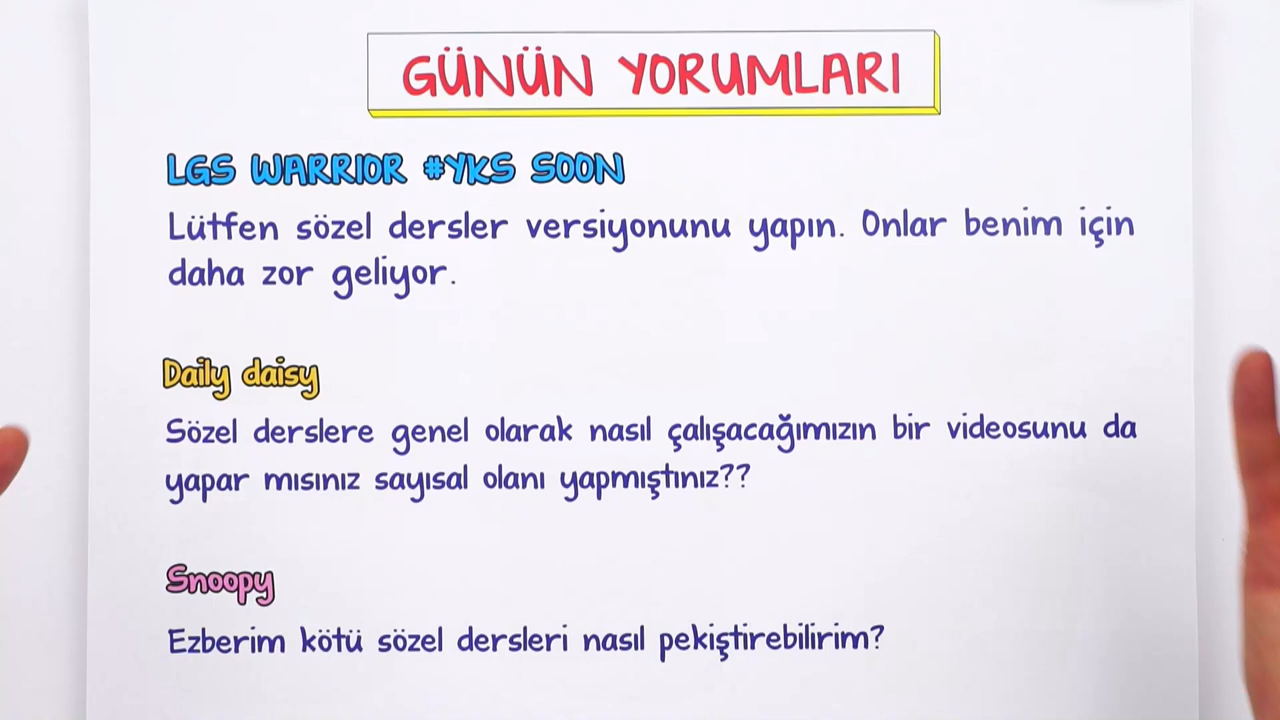 GÜNÜN YORUMLARI
LGS WARRIOR #YKS SOON
Lütfen sözel dersler versiyonunu yapın. Onlar benim için
daha zor geliyor.
Daily daisy
Sözel derslere genel olarak nasıl çalışacağımızın bir videosunu da
yapar mısınız sayısal olanı yapmıştınız??
Snoopy
Ezberim kötü sözel dersleri nasıl pekiştirebilirim?